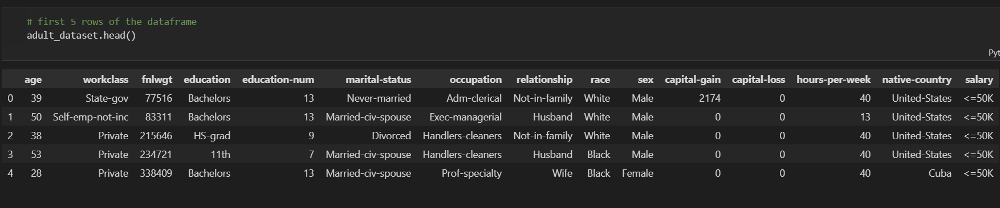 # first 5 rows of the dataframe
adult_dataset.head()
Pyt
age workclass fnlwgt education education-num marital-status occupation relationship race sex capital-gain capital-loss hours-per-week native-country salary
0 39 State-gov 77516 Bachelors 13 Never-married Adm-clerical Not-in-family White Male 2174 0 40 United-States <=50K
1 50 Self-emp-not-inc 83311 Bachelors 13 Married-civ-spouse Exec-managerial Husband White Male 0 0 13 United-States <=50K
2 38 Private 215646 HS-grad 9 Divorced Handlers-cleaners Not-in-family White Male 0 0 40 United-States <=50K
3 53 Private 234721 11th 7 Married-civ-spouse Handlers-cleaners Husband Black Male 0 0 40 United-States <=50K
4 28 Private 338409 Bachelors 13 Married-civ-spouse Prof-specialty Wife Black Female 0 0 40 Cuba <=50K